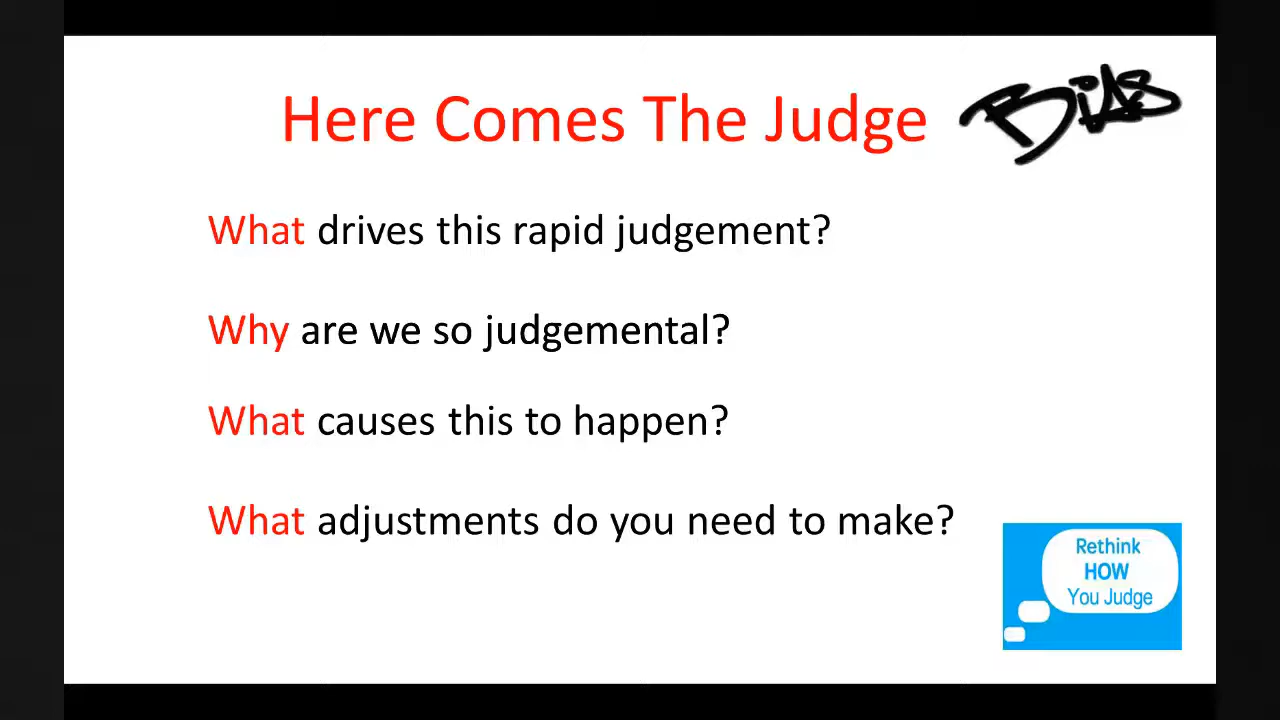 Here Comes The Judge
Bias
What drives this rapid judgement?
Why are we so judgemental?
What causes this to happen?
What adjustments do you need to make?
Rethink
HOW
You Judge